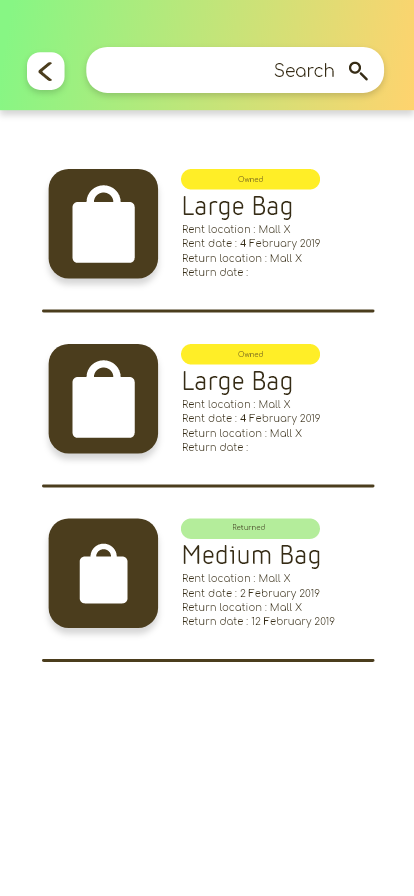 Search
Owned
Large Bag
Rent location : Mall X
Rent date : 4 February 2019
Return location : Mall X
Return date :
Owned
Large Bag
Rent location : Mall X
Rent date : 4 February 2019
Return location : Mall X
Return date :
Returned
Medium Bag
Rent location : Mall X
Rent date : 2 February 2019
Return location : Mall X
Return date : 12 February 2019